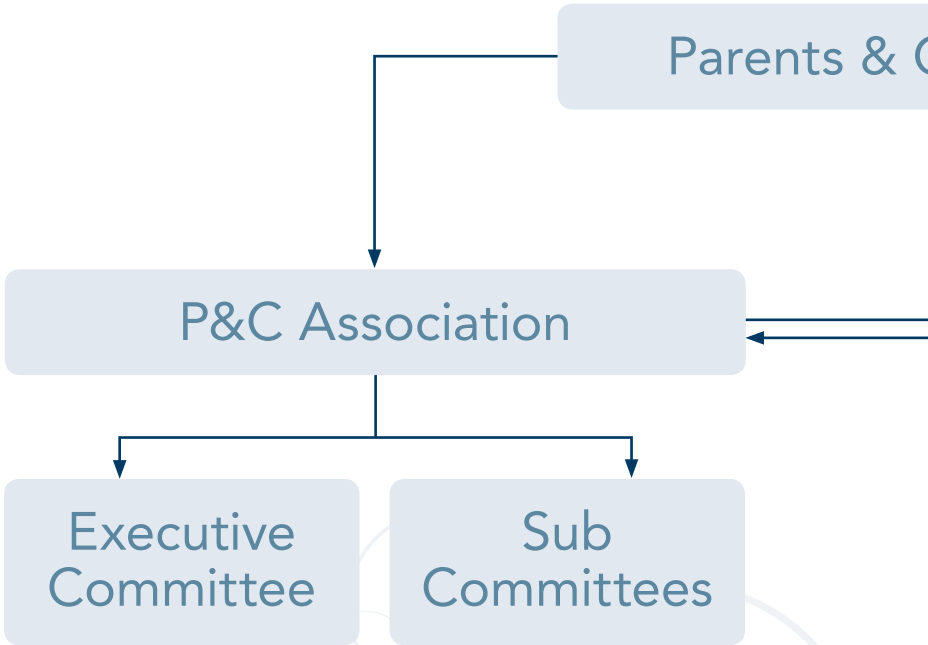 Parents &
P&C Association
Executive
Committee
Sub
Committees